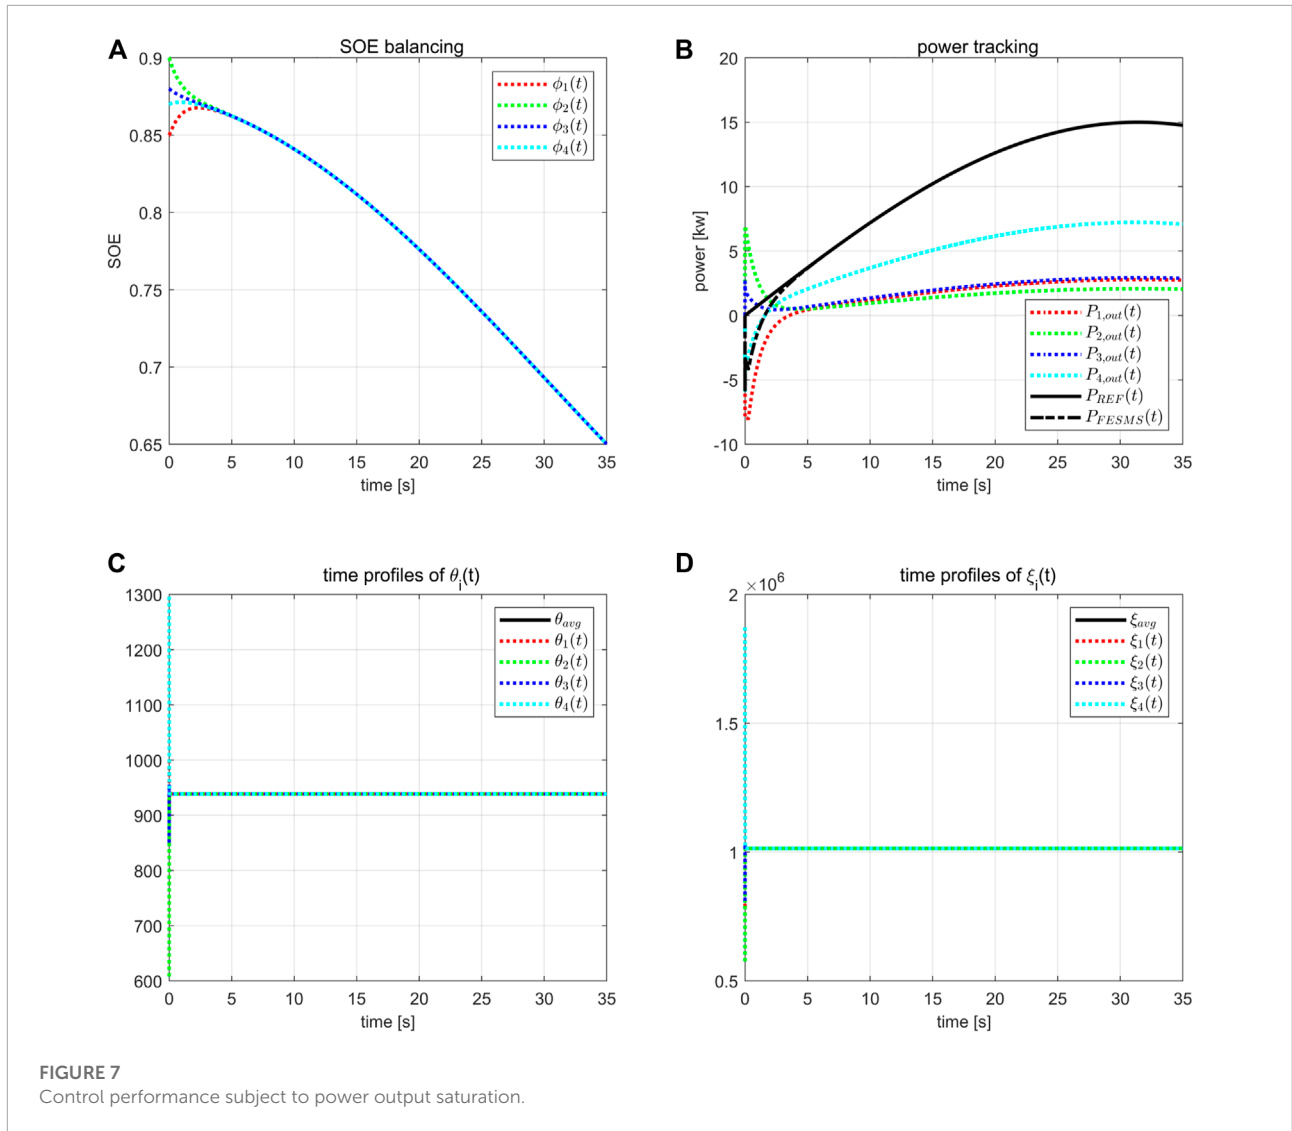 A
SOE balancing
0.9
0.85
0.8
0.75
0.7
0.65
SOE
ϕ₁(t)
ϕ₂(t)
ϕ₃(t)
ϕ₄(t)
0 5 10 15 20 25 30 35
time [s]
B
power tracking
20
15
10
5
0
-5
-10
power [kw]
P₁,out(t)
P₂,out(t)
P₃,out(t)
P₄,out(t)
P_REF(t)
P_FESMS(t)
0 5 10 15 20 25 30 35
time [s]
C
time profiles of θᵢ(t)
1300
1200
1100
1000
900
800
700
600
θavg
θ₁(t)
θ₂(t)
θ₃(t)
θ₄(t)
0 5 10 15 20 25 30 35
time [s]
D
time profiles of ξᵢ(t)
×10⁶
2
1.5
1
0.5
ξavg
ξ₁(t)
ξ₂(t)
ξ₃(t)
ξ₄(t)
0 5 10 15 20 25 30 35
time [s]
FIGURE 7
Control performance subject to power output saturation.